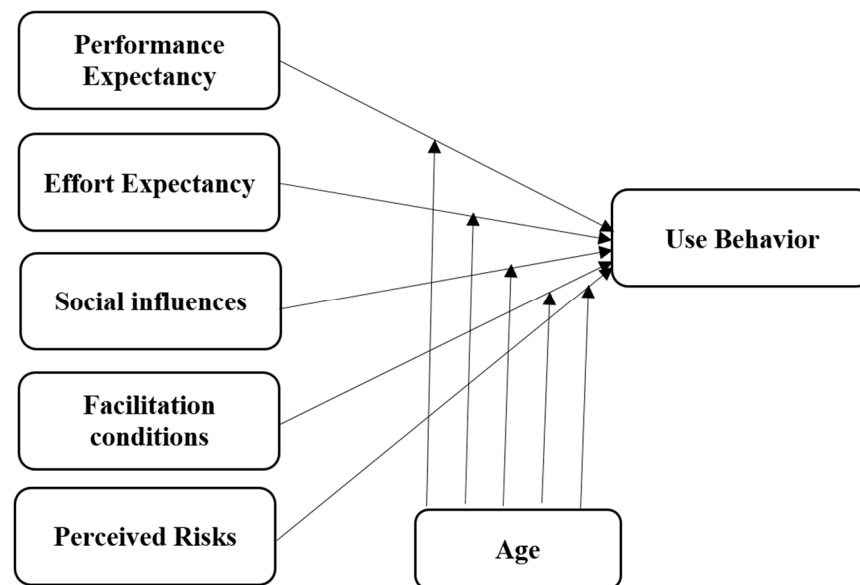 Performance
Expectancy
Effort Expectancy
Use Behavior
Social influences
Facilitation
conditions
Perceived Risks
Age